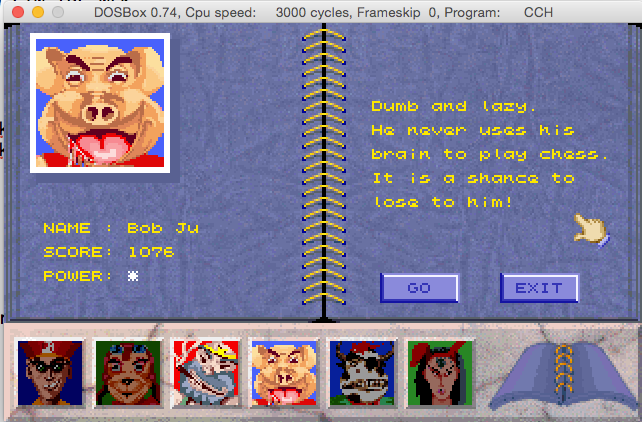 DOSBox 0.74, Cpu speed: 3000 cycles, Frameskip 0, Program: CCH
Dumb and lazy.
He never uses his
brain to play chess.
It is a shance to
lose to him!
NAME : Bob Ju
SCORE: 1076
POWER: *
GO
EXIT